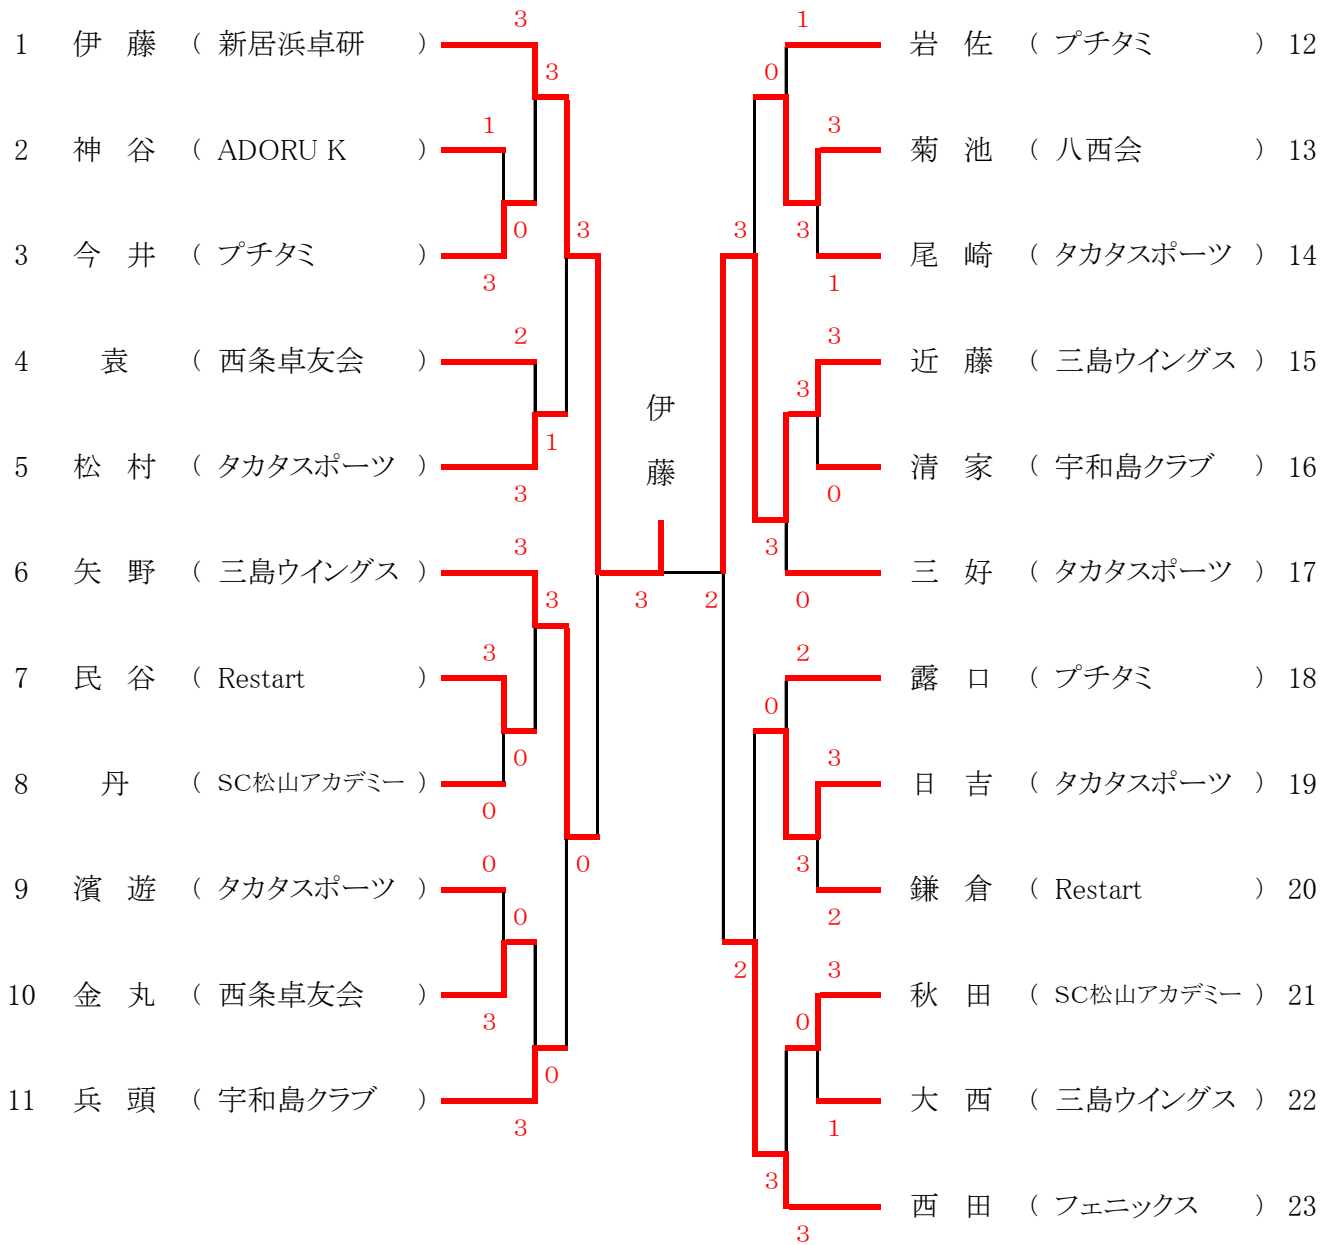 1 伊藤 ( 新居浜卓研 )
2 神谷 ( ADORU K )
3 今井 ( プチタミ )
4 袁 ( 西条卓友会 )
5 松村 ( タカタスポーツ )
6 矢野 ( 三島ウイングス )
7 民谷 ( Restart )
8 丹 ( SC松山アカデミー )
9 濱遊 ( タカタスポーツ )
10 金丸 ( 西条卓友会 )
11 兵頭 ( 宇和島クラブ )
3
3
1
0
3
3
2
1
3
3
3
3
0
0
0
0
0
3
0
3
伊
藤
3 2
1
0
3
3
3
1
3
3
0
3
0
2
0
3
3
2
2
3
0
1
3
3
岩佐 ( プチタミ ) 12
菊池 ( 八西会 ) 13
尾崎 ( タカタスポーツ ) 14
近藤 ( 三島ウイングス ) 15
清家 ( 宇和島クラブ ) 16
三好 ( タカタスポーツ ) 17
露口 ( プチタミ ) 18
日吉 ( タカタスポーツ ) 19
鎌倉 ( Restart ) 20
秋田 ( SC松山アカデミー ) 21
大西 ( 三島ウイングス ) 22
西田 ( フェニックス ) 23